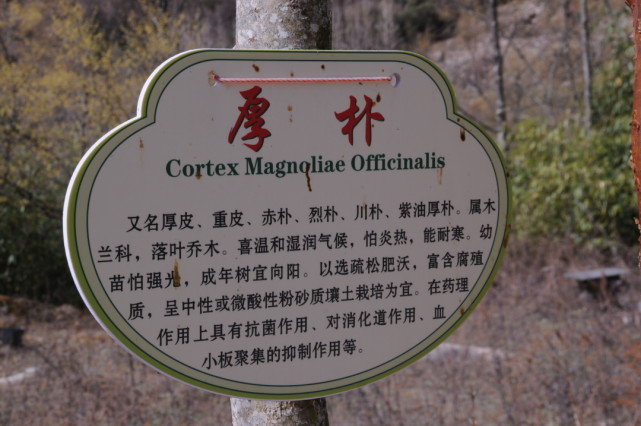 厚朴
Cortex Magnoliae Officinalis
又名厚皮、重皮、赤朴、烈朴、川朴、紫油厚朴。属木
兰科，落叶乔木。喜温和湿润气候，怕炎热，能耐寒。幼
苗怕强光，成年树宜向阳。以选疏松肥沃，富含腐殖
质，呈中性或微酸性粉砂质壤土栽培为宜。在药理
作用上具有抗菌作用、对消化道作用、血
小板聚集的抑制作用等。